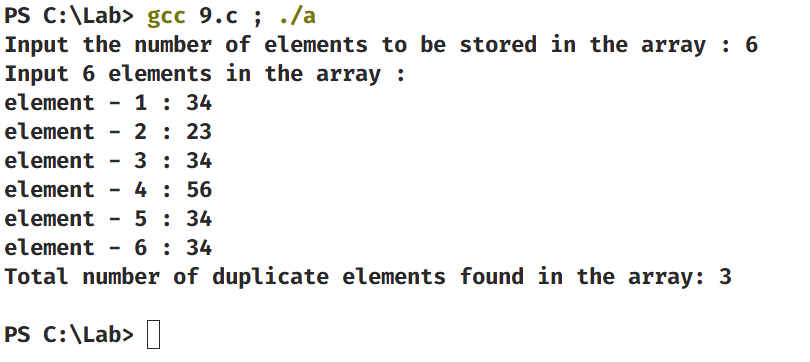 PS C:\Lab> gcc 9.c ; ./a
Input the number of elements to be stored in the array : 6
Input 6 elements in the array :
element - 1 : 34
element - 2 : 23
element - 3 : 34
element - 4 : 56
element - 5 : 34
element - 6 : 34
Total number of duplicate elements found in the array: 3
PS C:\Lab>